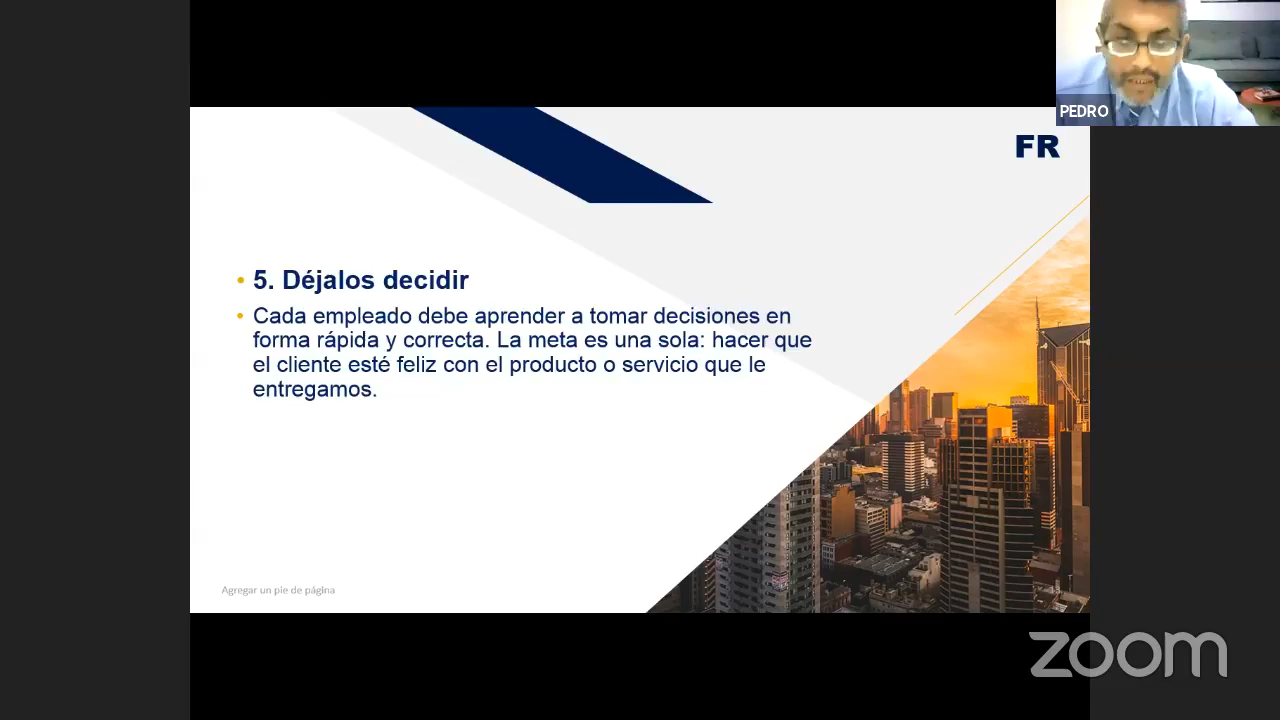 PEDRO
FR
• 5. Déjalos decidir
• Cada empleado debe aprender a tomar decisiones en
forma rápida y correcta. La meta es una sola: hacer que
el cliente esté feliz con el producto o servicio que le
entregamos.
Agregar un pie de página
zoom